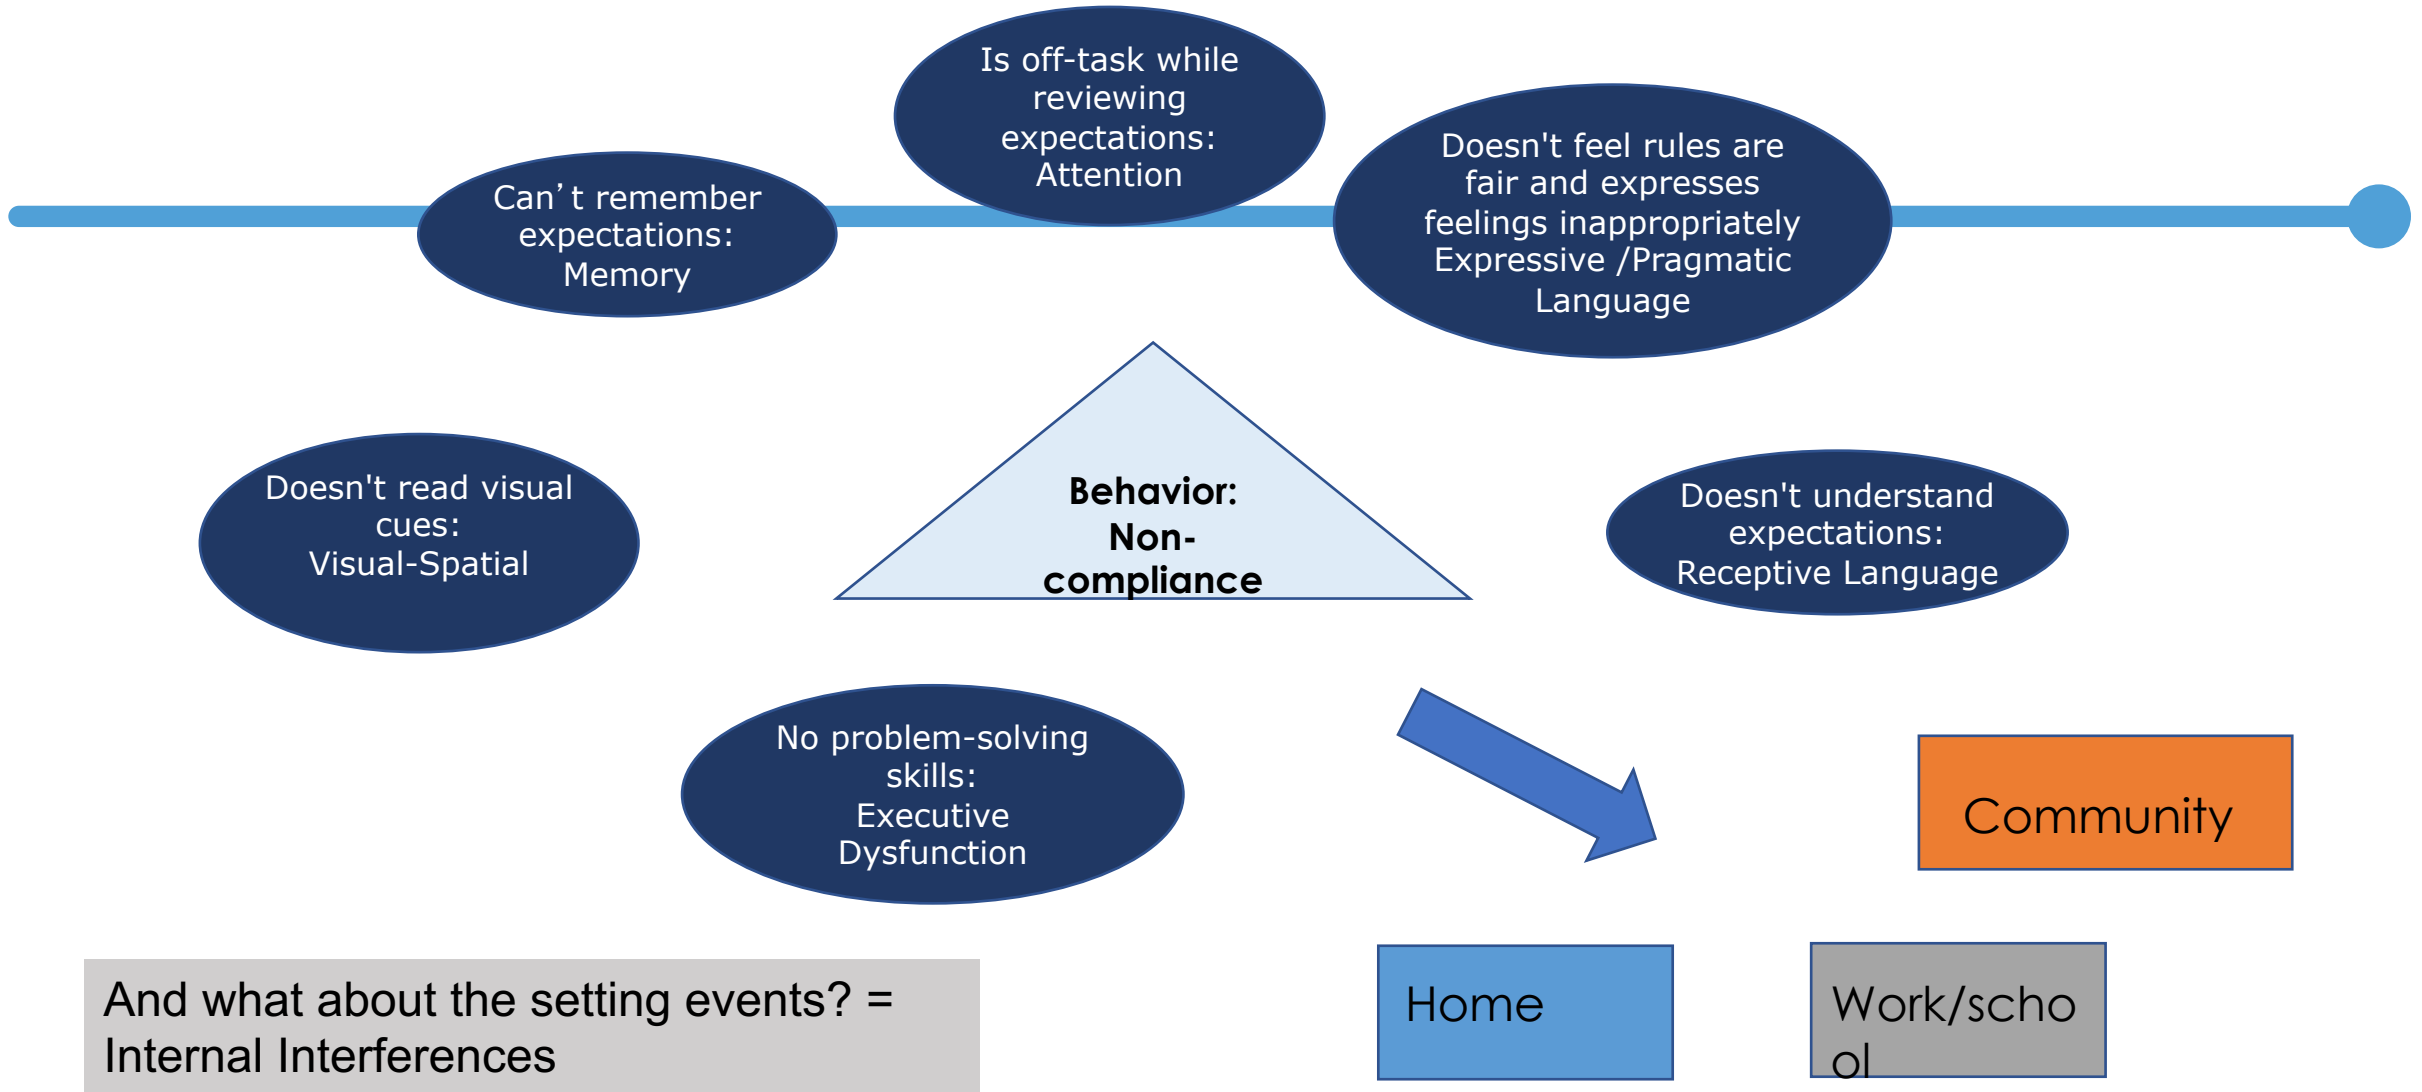 Is off-task while
reviewing
expectations:
Attention
Can’t remember
expectations:
Memory
Doesn't feel rules are
fair and expresses
feelings inappropriately
Expressive /Pragmatic
Language
Doesn't read visual
cues:
Visual-Spatial
Behavior:
Non-
compliance
Doesn't understand
expectations:
Receptive Language
No problem-solving
skills:
Executive
Dysfunction
Community
And what about the setting events? =
Internal Interferences
Home
Work/scho
ol